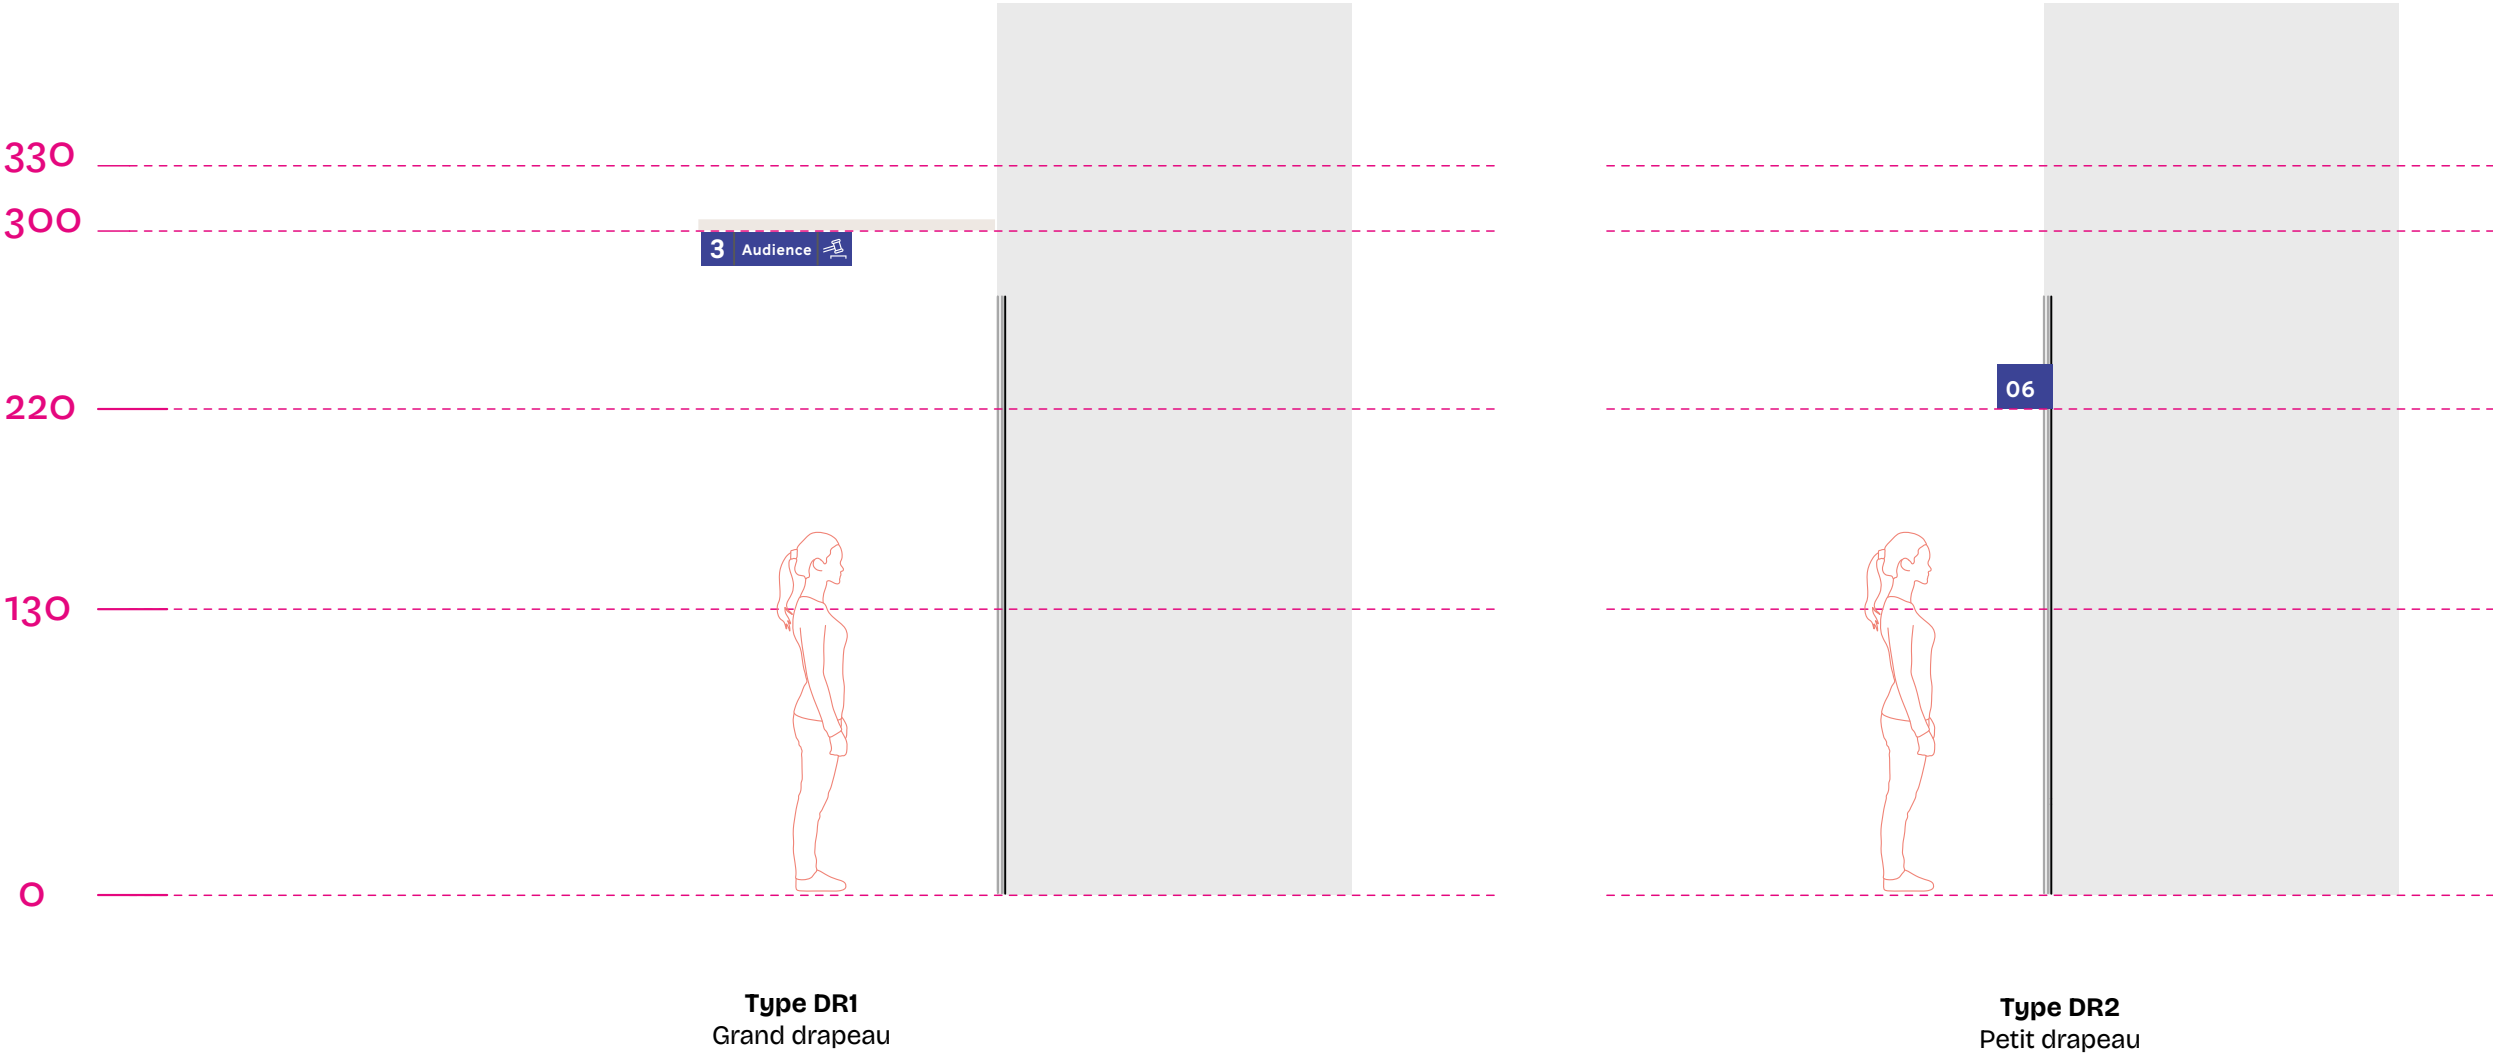 330
300
3 Audience
220
06
130
0
Type DR1
Grand drapeau
Type DR2
Petit drapeau